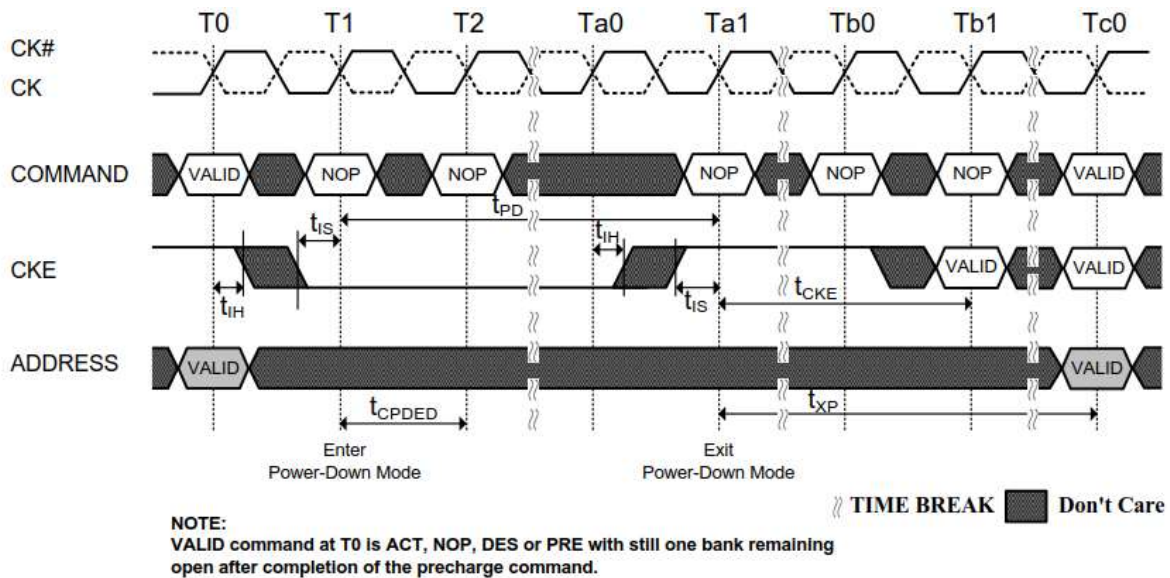 T0 T1 T2 Ta0 Ta1 Tb0 Tb1 Tc0
CK#
CK
COMMAND VALID NOP NOP NOP NOP NOP VALID
tPD
tIS tIH
CKE VALID VALID
tIH tIS tCKE
ADDRESS VALID VALID
tCPDED tXP
Enter
Power-Down Mode
Exit
Power-Down Mode
TIME BREAK Don't Care
NOTE:
VALID command at T0 is ACT, NOP, DES or PRE with still one bank remaining
open after completion of the precharge command.